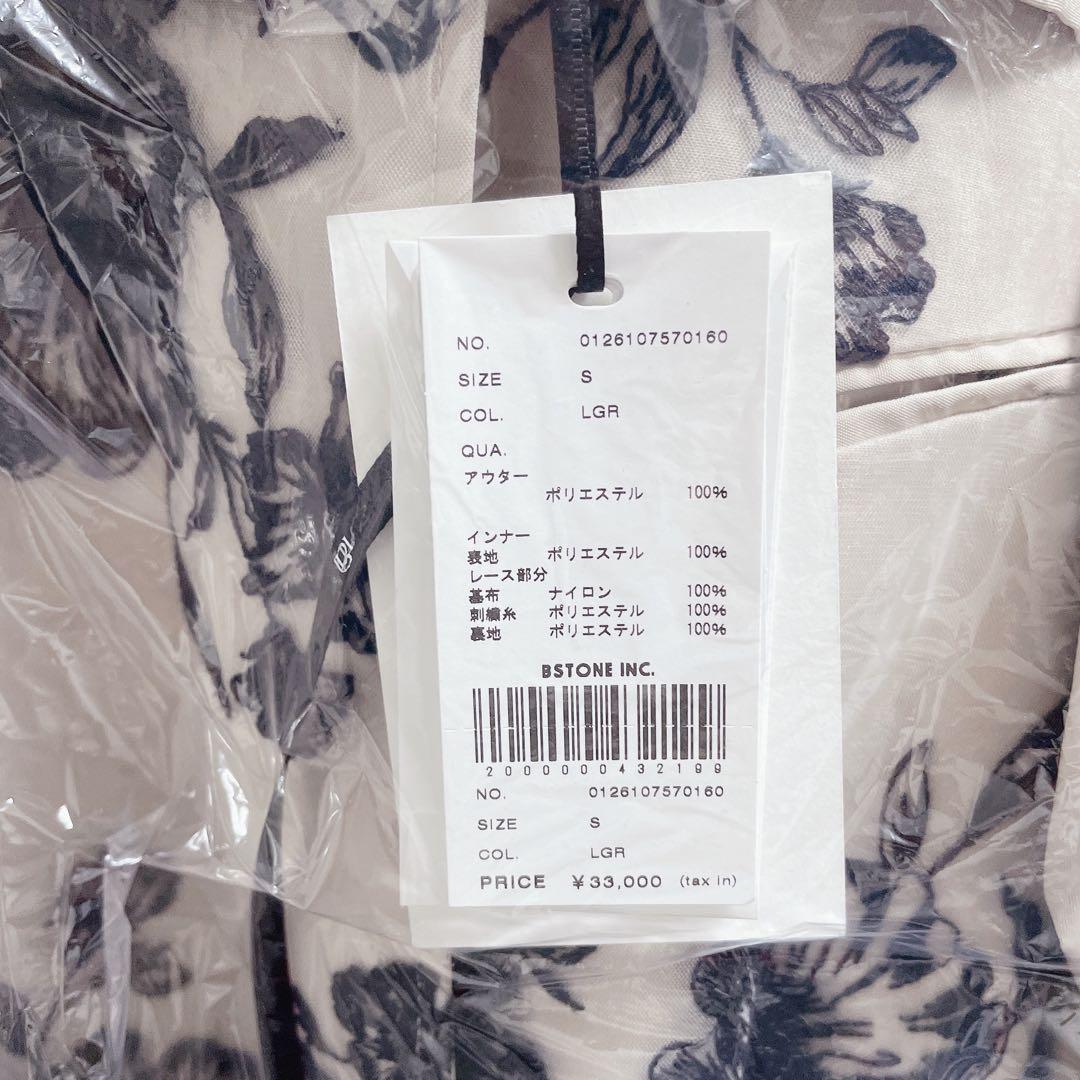 NO. 0126107570160
SIZE S
COL. LGR
QUA.
アウター
ポリエステル 100%
インナー
表地 ポリエステル 100%
レース部分
基布 ナイロン 100%
刺繍糸 ポリエステル 100%
裏地 ポリエステル 100%
BSTONE INC.
2000000432199
NO. 0126107570160
SIZE S
COL. LGR
PRICE ¥33,000 (tax in)